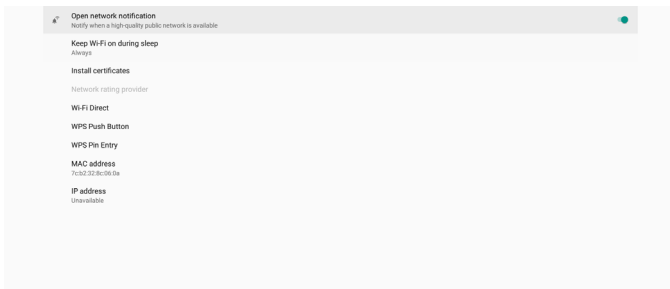 Open network notification
Notify when a high-quality public network is available
Keep Wi-Fi on during sleep
Always
Install certificates
Network rating provider
Wi-Fi Direct
WPS Push Button
WPS Pin Entry
MAC address
7c:b2:32:8c:06:0a
IP address
Unavailable